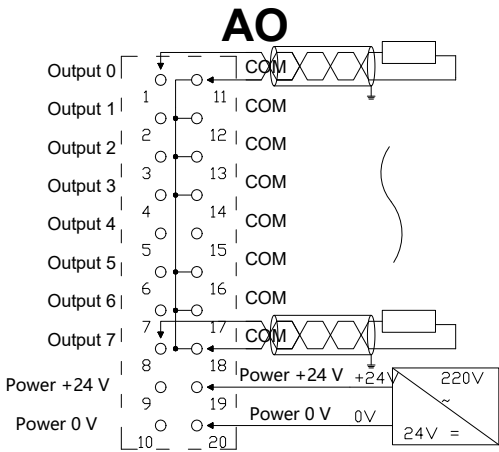 AO
Output 0
COM
1
11
Output 1
COM
2
12
Output 2
COM
3
13
Output 3
COM
4
14
Output 4
COM
5
15
Output 5
COM
6
16
Output 6
COM
7
17
Output 7
COM
8
18
Power +24 V
Power +24 V
+24V
220V
~
9
19
Power 0 V
Power 0 V
0V
24V =
10
20